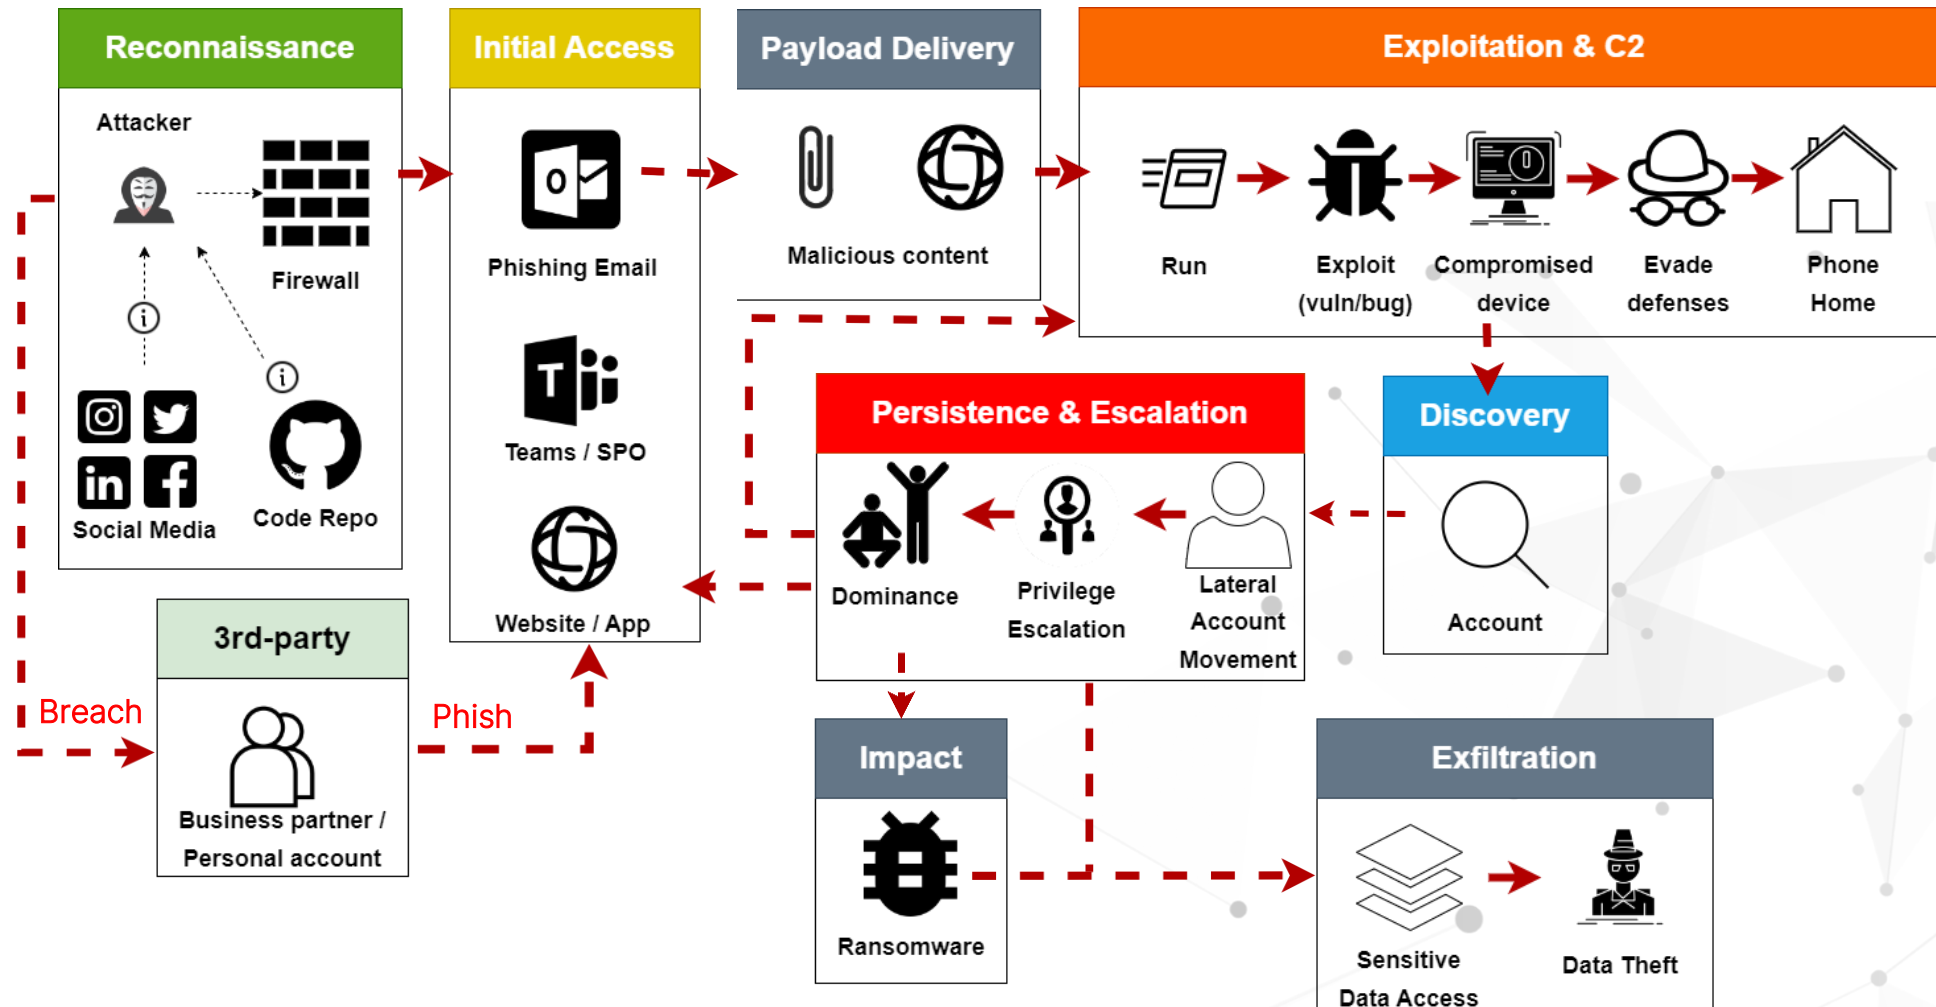 Reconnaissance
Attacker
Firewall
Social Media
Code Repo
Initial Access
Phishing Email
Teams / SPO
Website / App
Payload Delivery
Malicious content
Exploitation & C2
Run
Exploit
(vuln/bug)
Compromised
device
Evade
defenses
Phone
Home
Persistence & Escalation
Dominance
Privilege
Escalation
Lateral
Account
Movement
Discovery
Account
3rd-party
Breach
Phish
Business partner /
Personal account
Impact
Ransomware
Exfiltration
Sensitive
Data Access
Data Theft